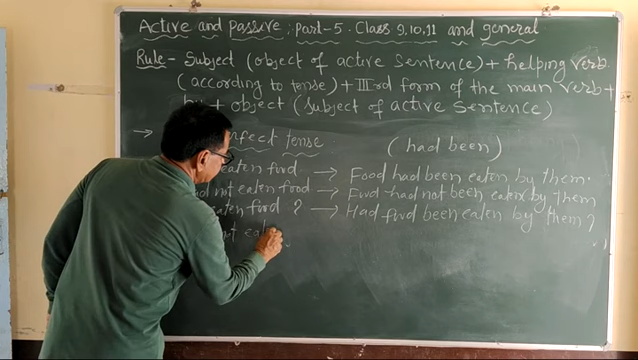 Active and passive; part-5. Class 9,10,11 and general
Rule- Subject (object of active sentence) + helping verb
(according to tense) + IIIrd form of the main verb +
by + object (subject of active sentence)
→ tense (had been)
eaten food → Food had been eaten by them.
not eaten food → Food had not been eaten by them
eaten food ? → Had food been eaten by them?